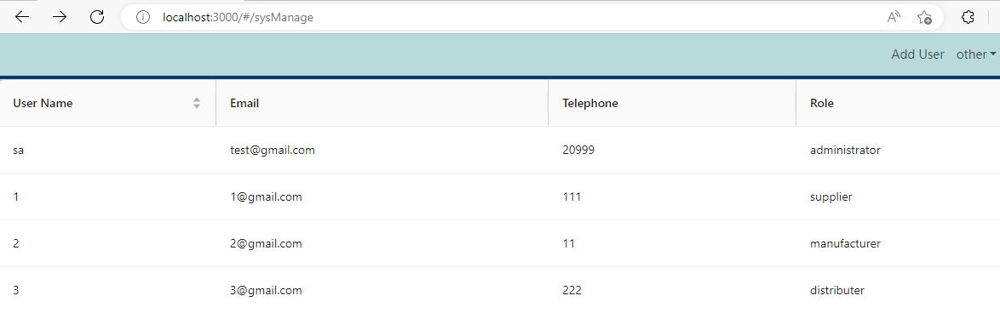 localhost:3000/#/sysManage
Add User other
User Name Email Telephone Role
sa test@gmail.com 20999 administrator
1 1@gmail.com 111 supplier
2 2@gmail.com 11 manufacturer
3 3@gmail.com 222 distributer